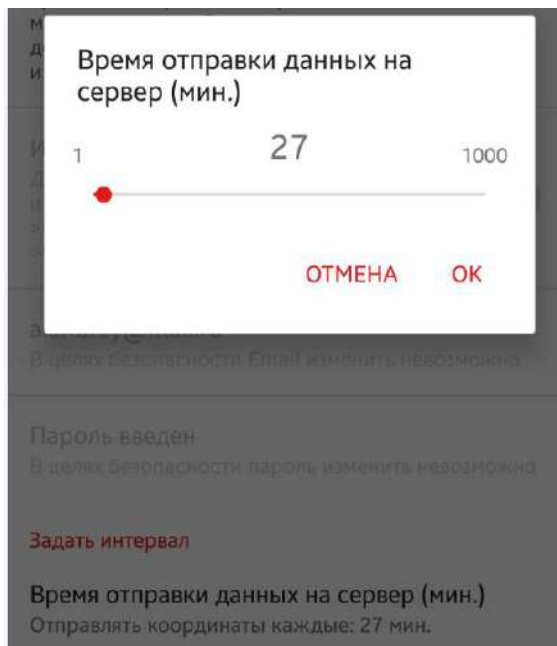 Время отправки данных на
сервер (мин.)
1
27
1000
ОТМЕНА
ОК
В целях безопасности Email изменить невозможно
Пароль введен
В целях безопасности пароль изменить невозможно
Задать интервал
Время отправки данных на сервер (мин.)
Отправлять координаты каждые: 27 мин.